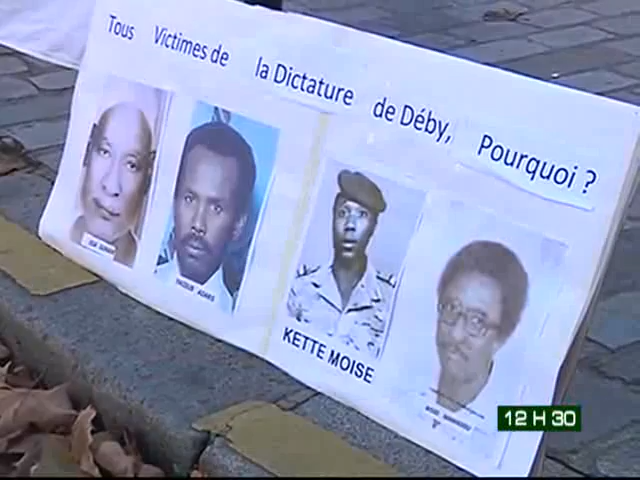 Tous Victimes de la Dictature de Déby, Pourquoi ?
KETTE MOISE
12 H 30